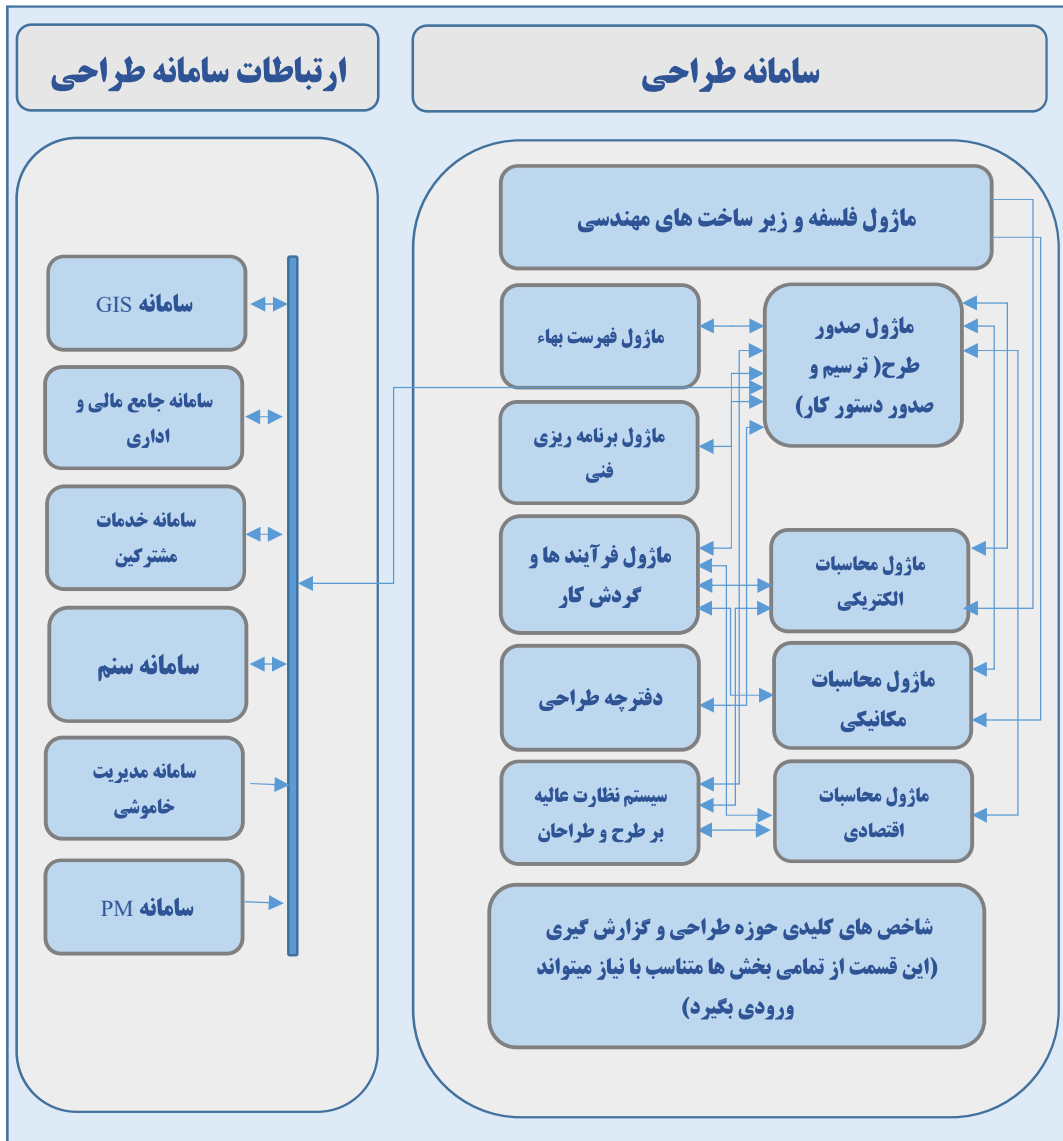 سامانه طراحی
ارتباطات سامانه طراحی
ماژول فلسفه و زیر ساخت های مهندسی
ماژول صدور
طرح( ترسیم و
صدور دستور کار)
ماژول فهرست بهاء
ماژول برنامه ریزی
فنی
ماژول محاسبات
الکتریکی
ماژول فرآیند ها و
گردش کار
ماژول محاسبات
مکانیکی
دفترچه طراحی
ماژول محاسبات
اقتصادی
سیستم نظارت عالیه
بر طرح و طراحان
شاخص های کلیدی حوزه طراحی و گزارش گیری
(این قسمت از تمامی بخش ها متناسب با نیاز میتواند
ورودی بگیرد)
سامانه GIS
سامانه جامع مالی و
اداری
سامانه خدمات
مشترکین
سامانه سنم
سامانه مدیریت
خاموشی
سامانه PM